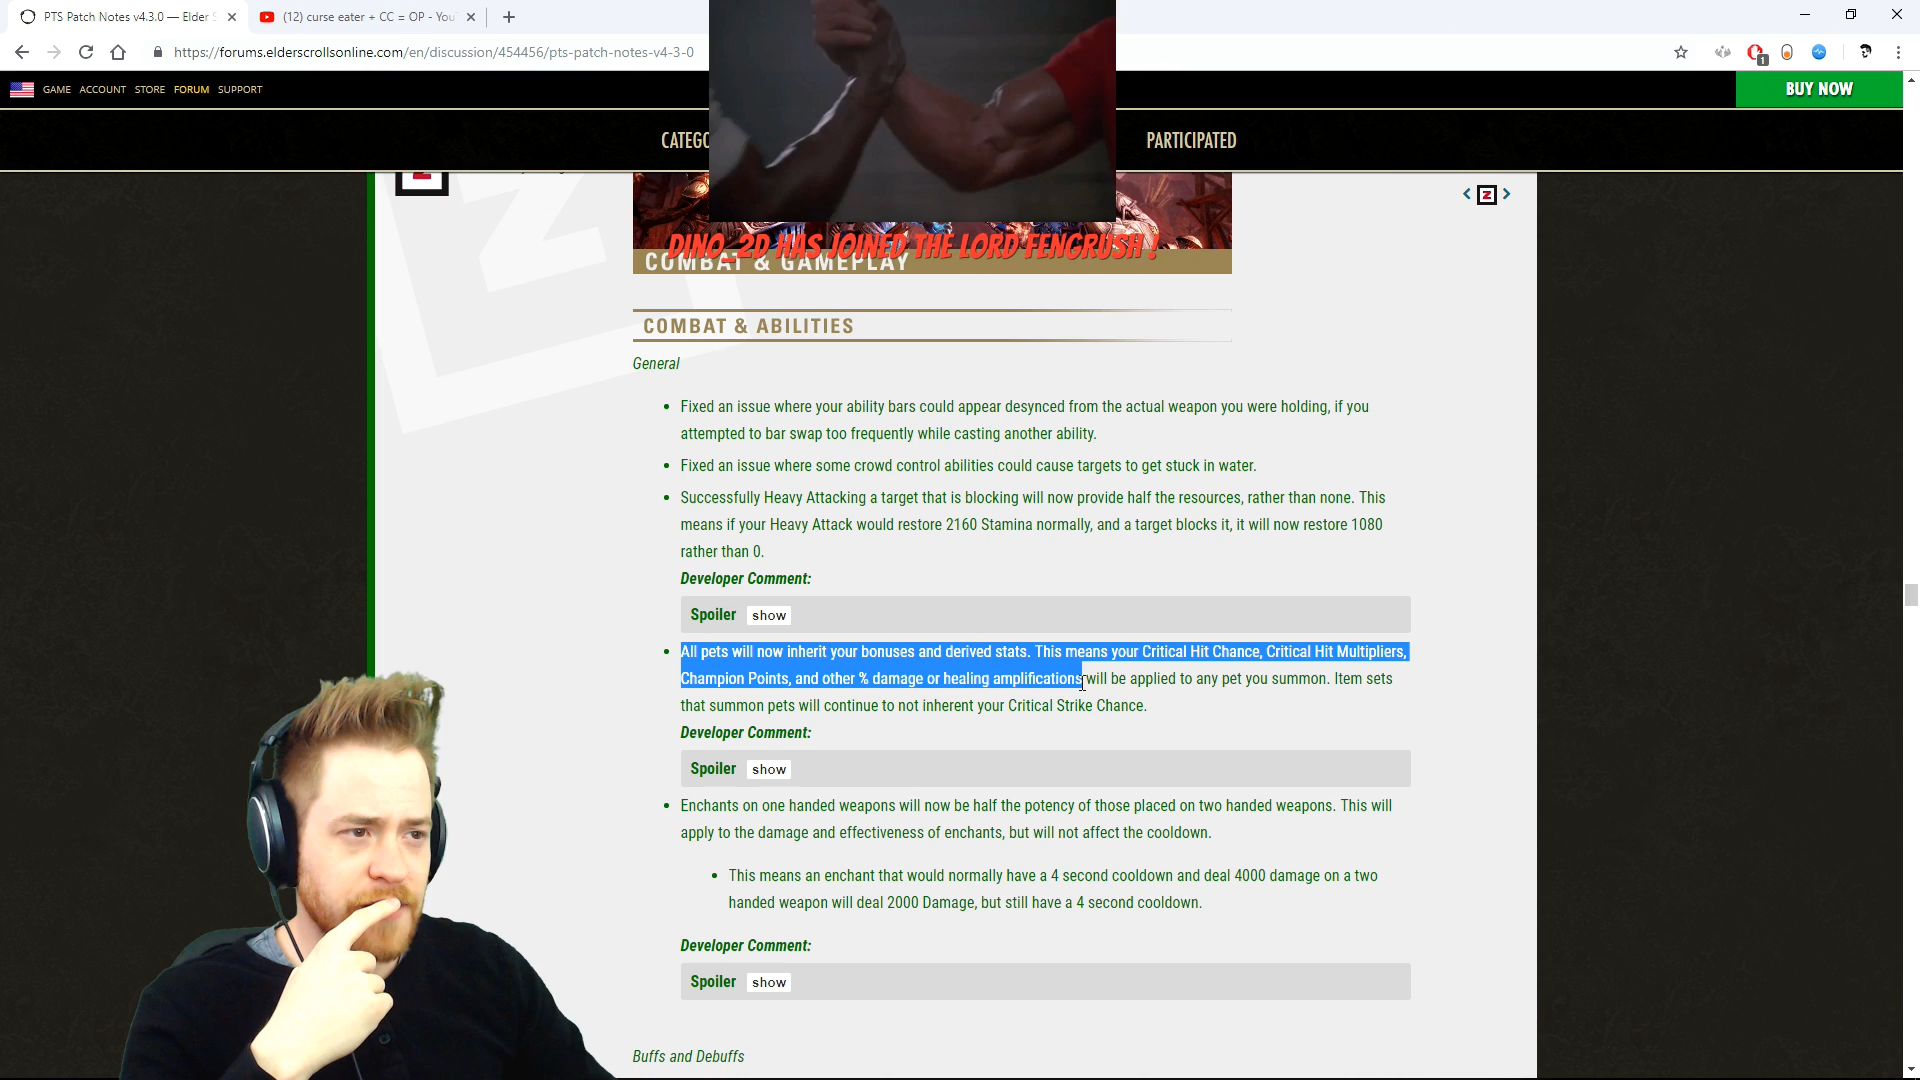 PTS Patch Notes v4.3.0 — Elder S
(12) curse eater + CC = OP - You
https://forums.elderscrollsonline.com/en/discussion/454456/pts-patch-notes-v4-3-0
1
GAME ACCOUNT STORE FORUM SUPPORT
BUY NOW
CATEGO
PARTICIPATED
Z
Z
DINO_2D HAS JOINED THE LORD FENGRUSH !
COMBAT & GAMEPLAY
COMBAT & ABILITIES
General
Fixed an issue where your ability bars could appear desynced from the actual weapon you were holding, if you
attempted to bar swap too frequently while casting another ability.
Fixed an issue where some crowd control abilities could cause targets to get stuck in water.
Successfully Heavy Attacking a target that is blocking will now provide half the resources, rather than none. This
means if your Heavy Attack would restore 2160 Stamina normally, and a target blocks it, it will now restore 1080
rather than 0.
Developer Comment:
Spoiler show
All pets will now inherit your bonuses and derived stats. This means your Critical Hit Chance, Critical Hit Multipliers,
Champion Points, and other % damage or healing amplifications will be applied to any pet you summon. Item sets
that summon pets will continue to not inherent your Critical Strike Chance.
Developer Comment:
Spoiler show
Enchants on one handed weapons will now be half the potency of those placed on two handed weapons. This will
apply to the damage and effectiveness of enchants, but will not affect the cooldown.
This means an enchant that would normally have a 4 second cooldown and deal 4000 damage on a two
handed weapon will deal 2000 Damage, but still have a 4 second cooldown.
Developer Comment:
Spoiler show
Buffs and Debuffs